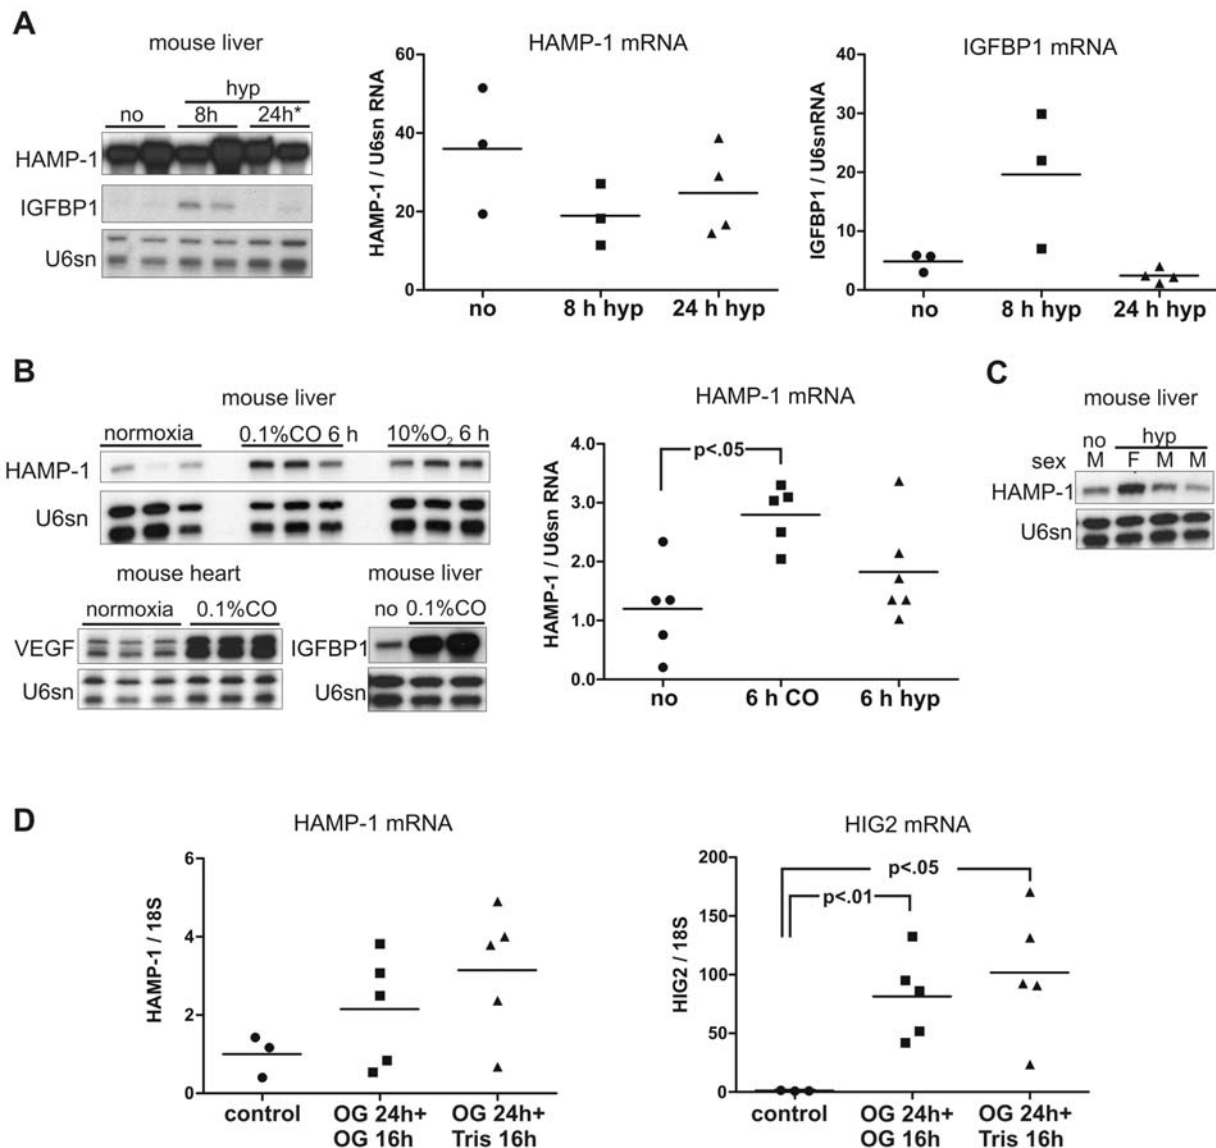 A
mouse liver
hyp
no 8h 24h*
HAMP-1
IGFBP1
U6sn
HAMP-1 mRNA
HAMP-1 / U6sn RNA
60
40
20
0
no 8 h hyp 24 h hyp
IGFBP1 mRNA
IGFBP1 / U6snRNA
40
30
20
10
0
no 8 h hyp 24 h hyp
B
mouse liver
normoxia 0.1%CO 6 h 10%O₂ 6 h
HAMP-1
U6sn
mouse heart
normoxia 0.1%CO
VEGF
U6sn
mouse liver
no 0.1%CO
IGFBP1
U6sn
HAMP-1 mRNA
HAMP-1 / U6sn RNA
4.0
3.0
2.0
1.0
0.0
p<.05
no 6 h CO 6 h hyp
C
mouse liver
no hyp
sex M F M M
HAMP-1
U6sn
D
HAMP-1 mRNA
HAMP-1 / 18S
6
4
2
0
control OG 24h+ OG 24h+
OG 16h Tris 16h
HIG2 mRNA
HIG2 / 18S
200
150
100
50
0
p<.05
p<.01
control OG 24h+ OG 24h+
OG 16h Tris 16h